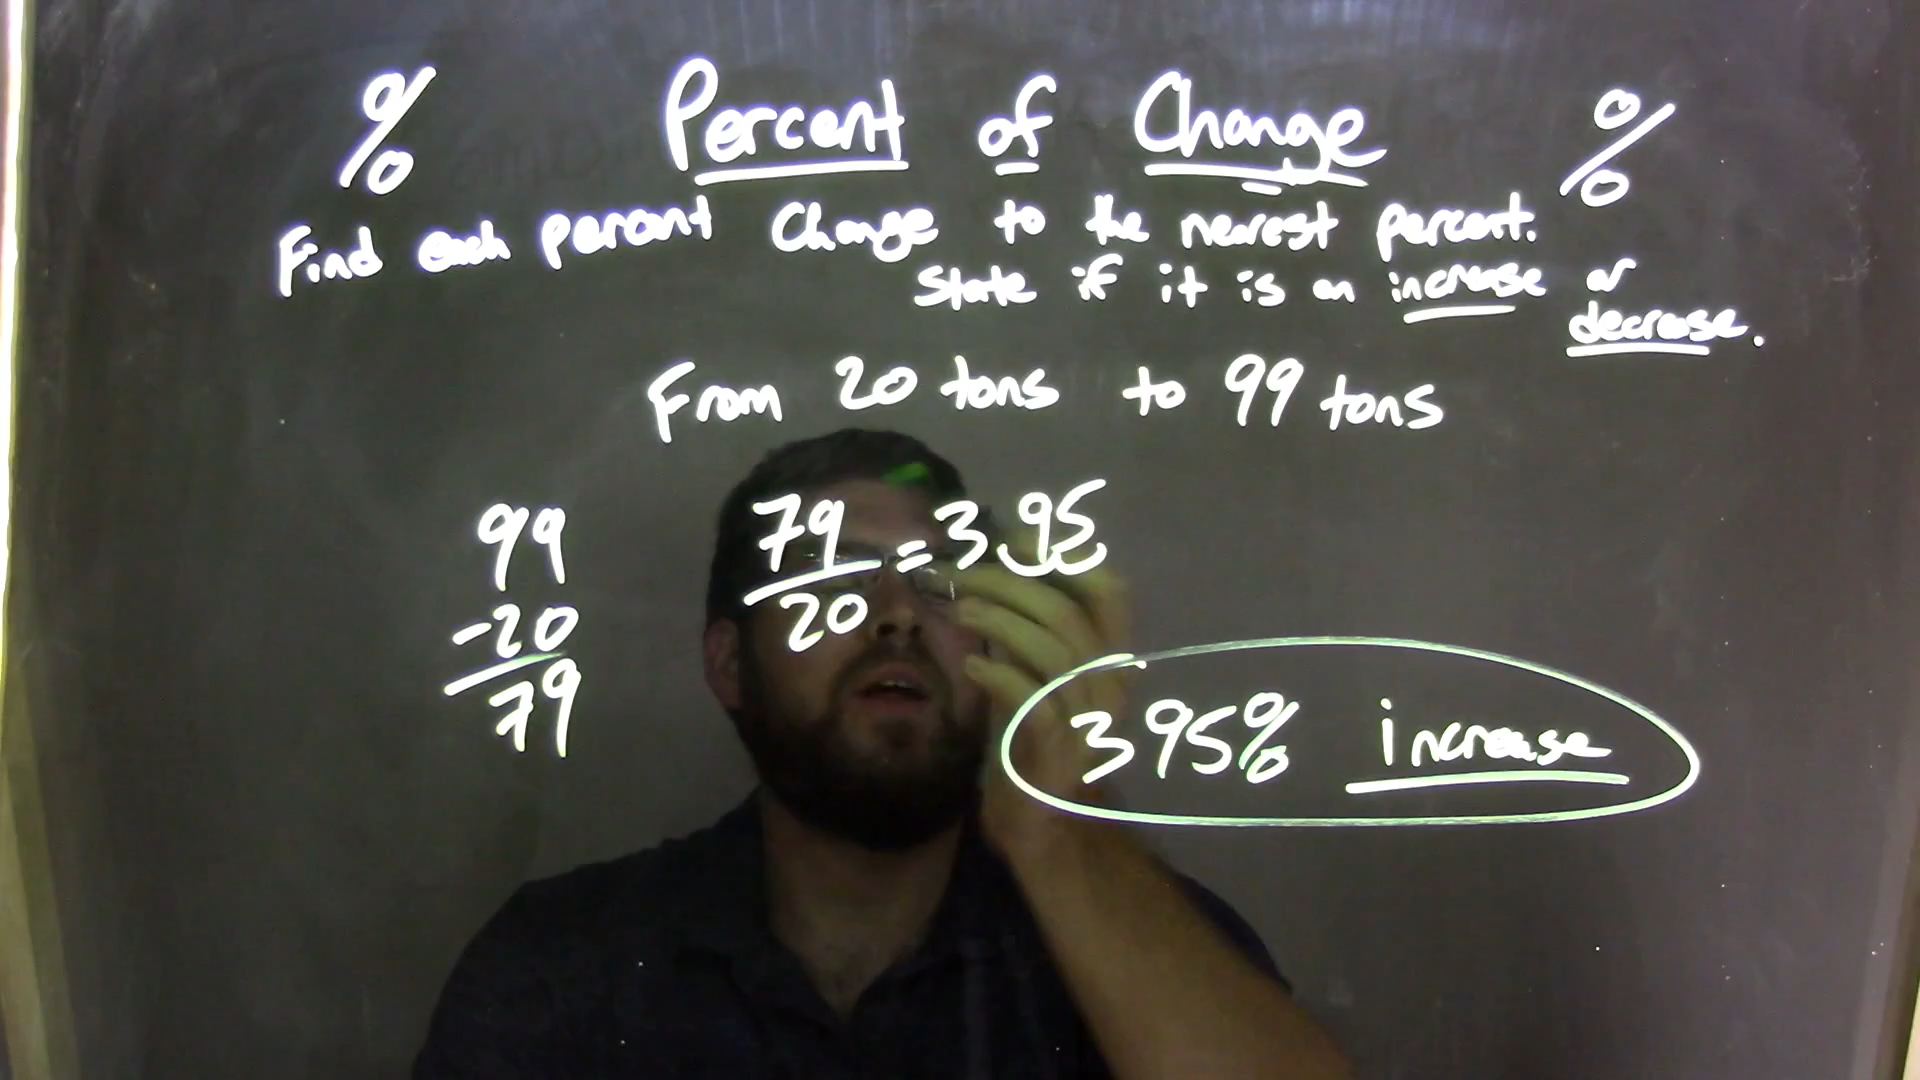 % Percent of Change %
Find each percent change to the nearest percent.
State if it is an increase or
decrease.
From 20 tons to 99 tons
99
-20
79
79
20
=3.95
395% increase